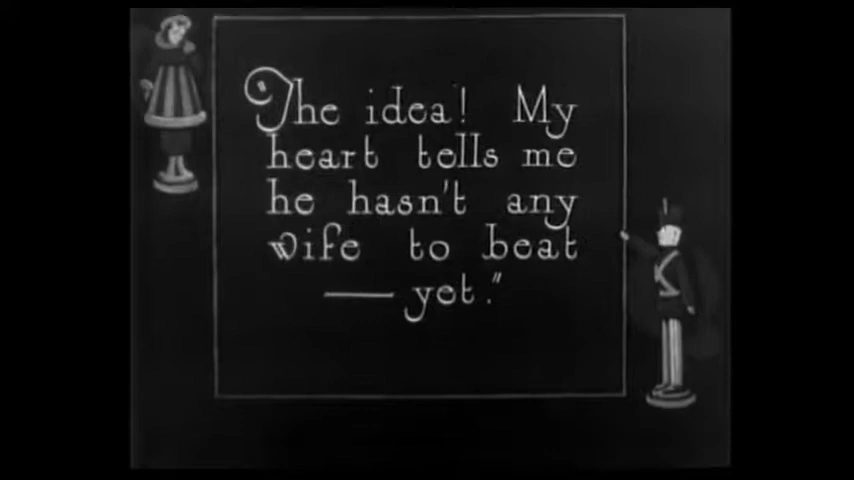 The idea! My
heart tells me
he hasn't any
wife to beat
— yet."